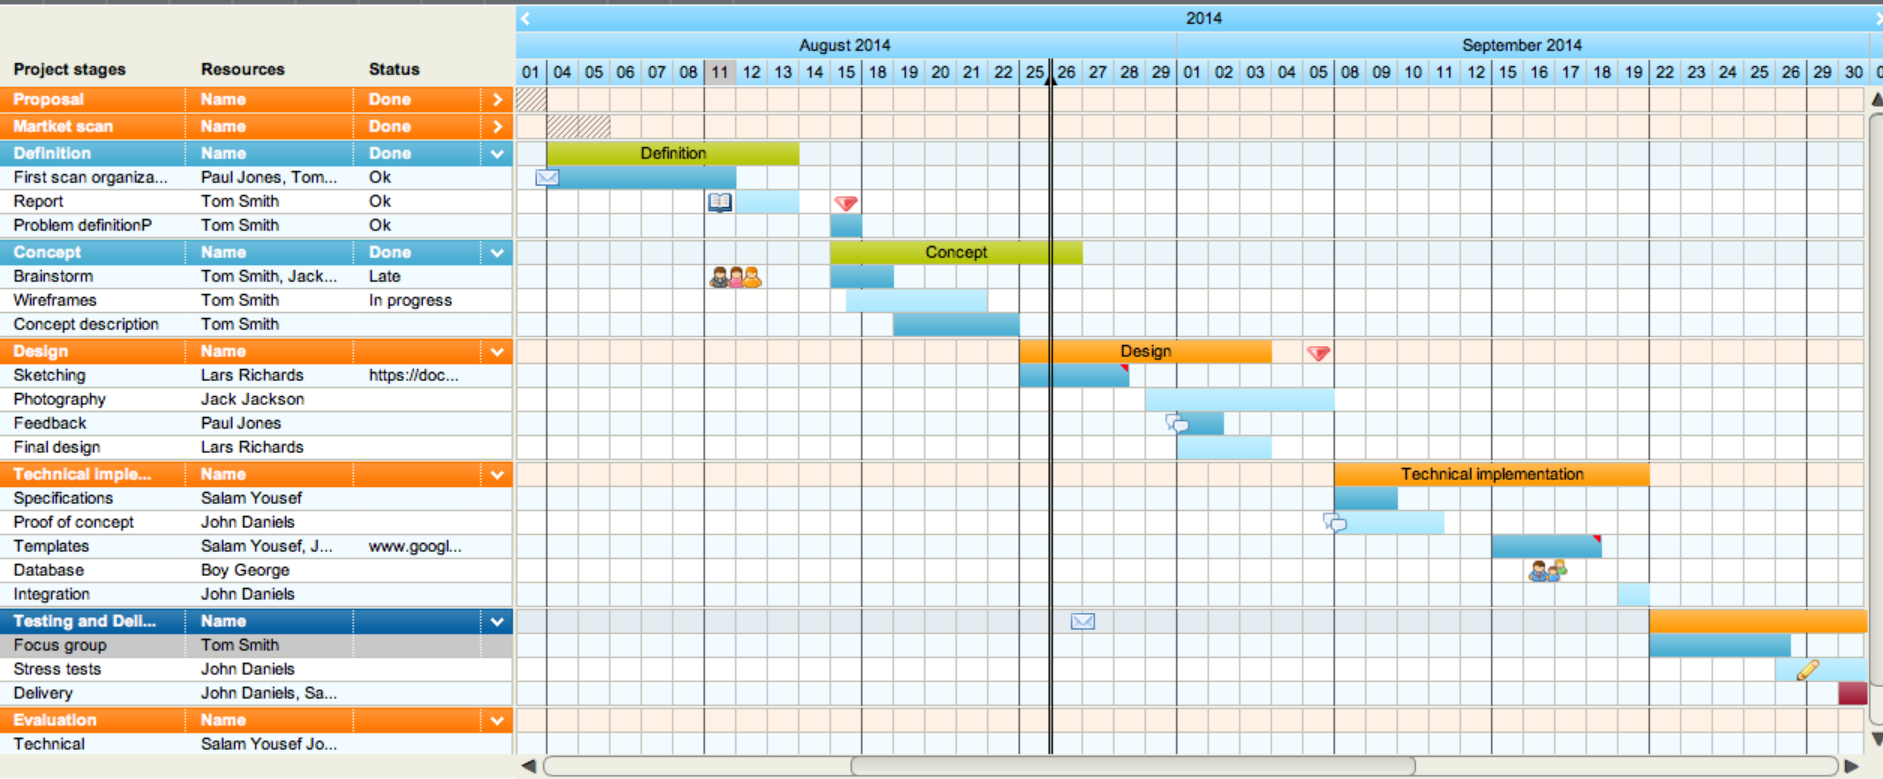 2014
August 2014 September 2014
Project stages Resources Status 01 04 05 06 07 08 11 12 13 14 15 18 19 20 21 22 25 26 27 28 29 01 02 03 04 05 08 09 10 11 12 15 16 17 18 19 22 23 24 25 26 29 30
Proposal Name Done
Martket scan Name Done
Definition Name Done Definition
First scan organiza... Paul Jones, Tom... Ok
Report Tom Smith Ok
Problem definitionP Tom Smith Ok
Concept Name Done Concept
Brainstorm Tom Smith, Jack... Late
Wireframes Tom Smith In progress
Concept description Tom Smith
Design Name Design
Sketching Lars Richards https://doc...
Photography Jack Jackson
Feedback Paul Jones
Final design Lars Richards
Technical Imple... Name Technical implementation
Specifications Salam Yousef
Proof of concept John Daniels
Templates Salam Yousef, J... www.googl...
Database Boy George
Integration John Daniels
Testing and Deli... Name
Focus group Tom Smith
Stress tests John Daniels
Delivery John Daniels, Sa...
Evaluation Name
Technical Salam Yousef Jo...